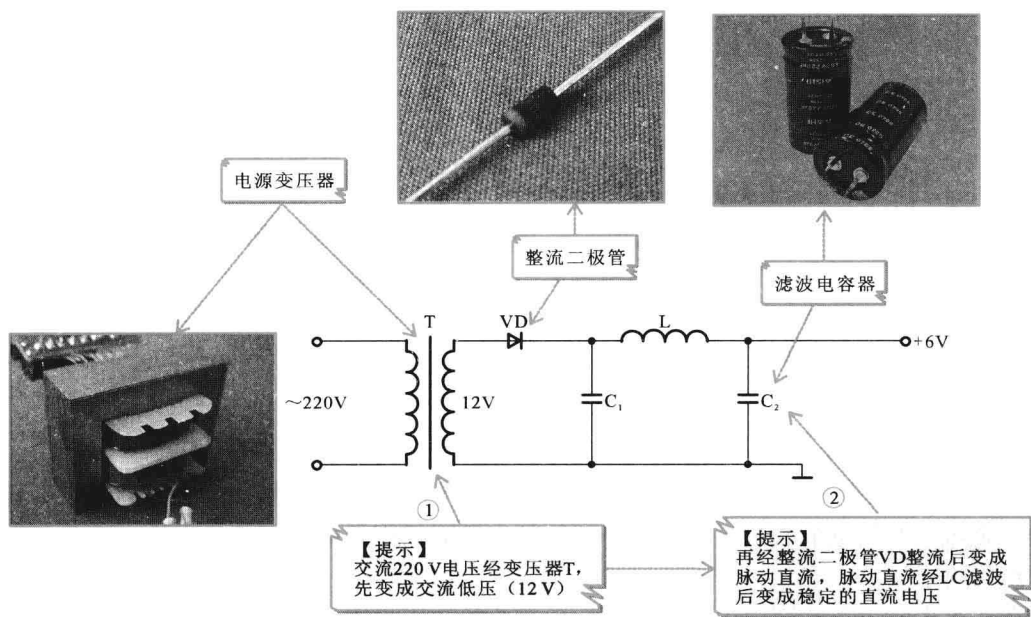 电源变压器
整流二极管
滤波电容器
T
VD
L
+6V
～220V
12V
C₁
C₂
①
②
【提示】
交流220 V电压经变压器T，
先变成交流低压（12 V）
【提示】
再经整流二极管VD整流后变成
脉动直流，脉动直流经LC滤波
后变成稳定的直流电压